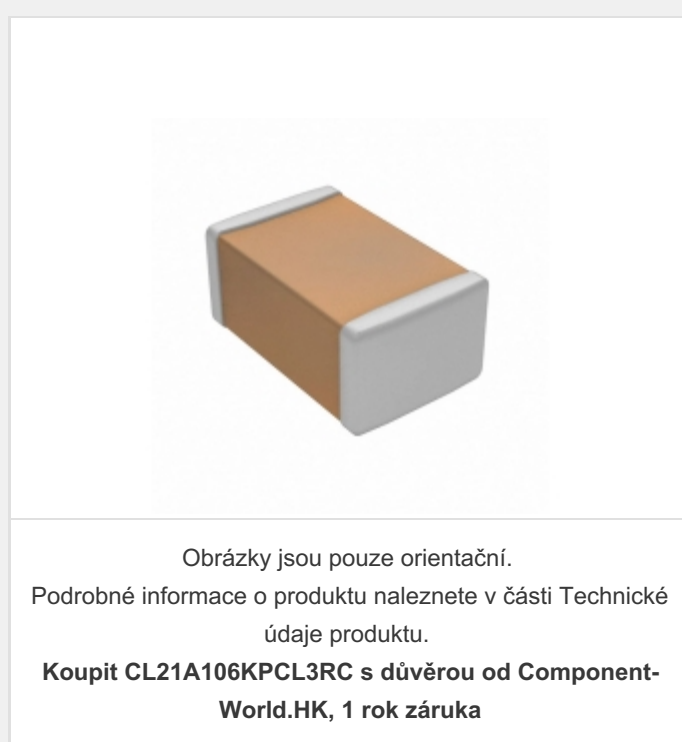 Obrázky jsou pouze orientační.
Podrobné informace o produktu naleznete v části Technické
údaje produktu.
Koupit CL21A106KPCL3RC s důvěrou od Component-
World.HK, 1 rok záruka